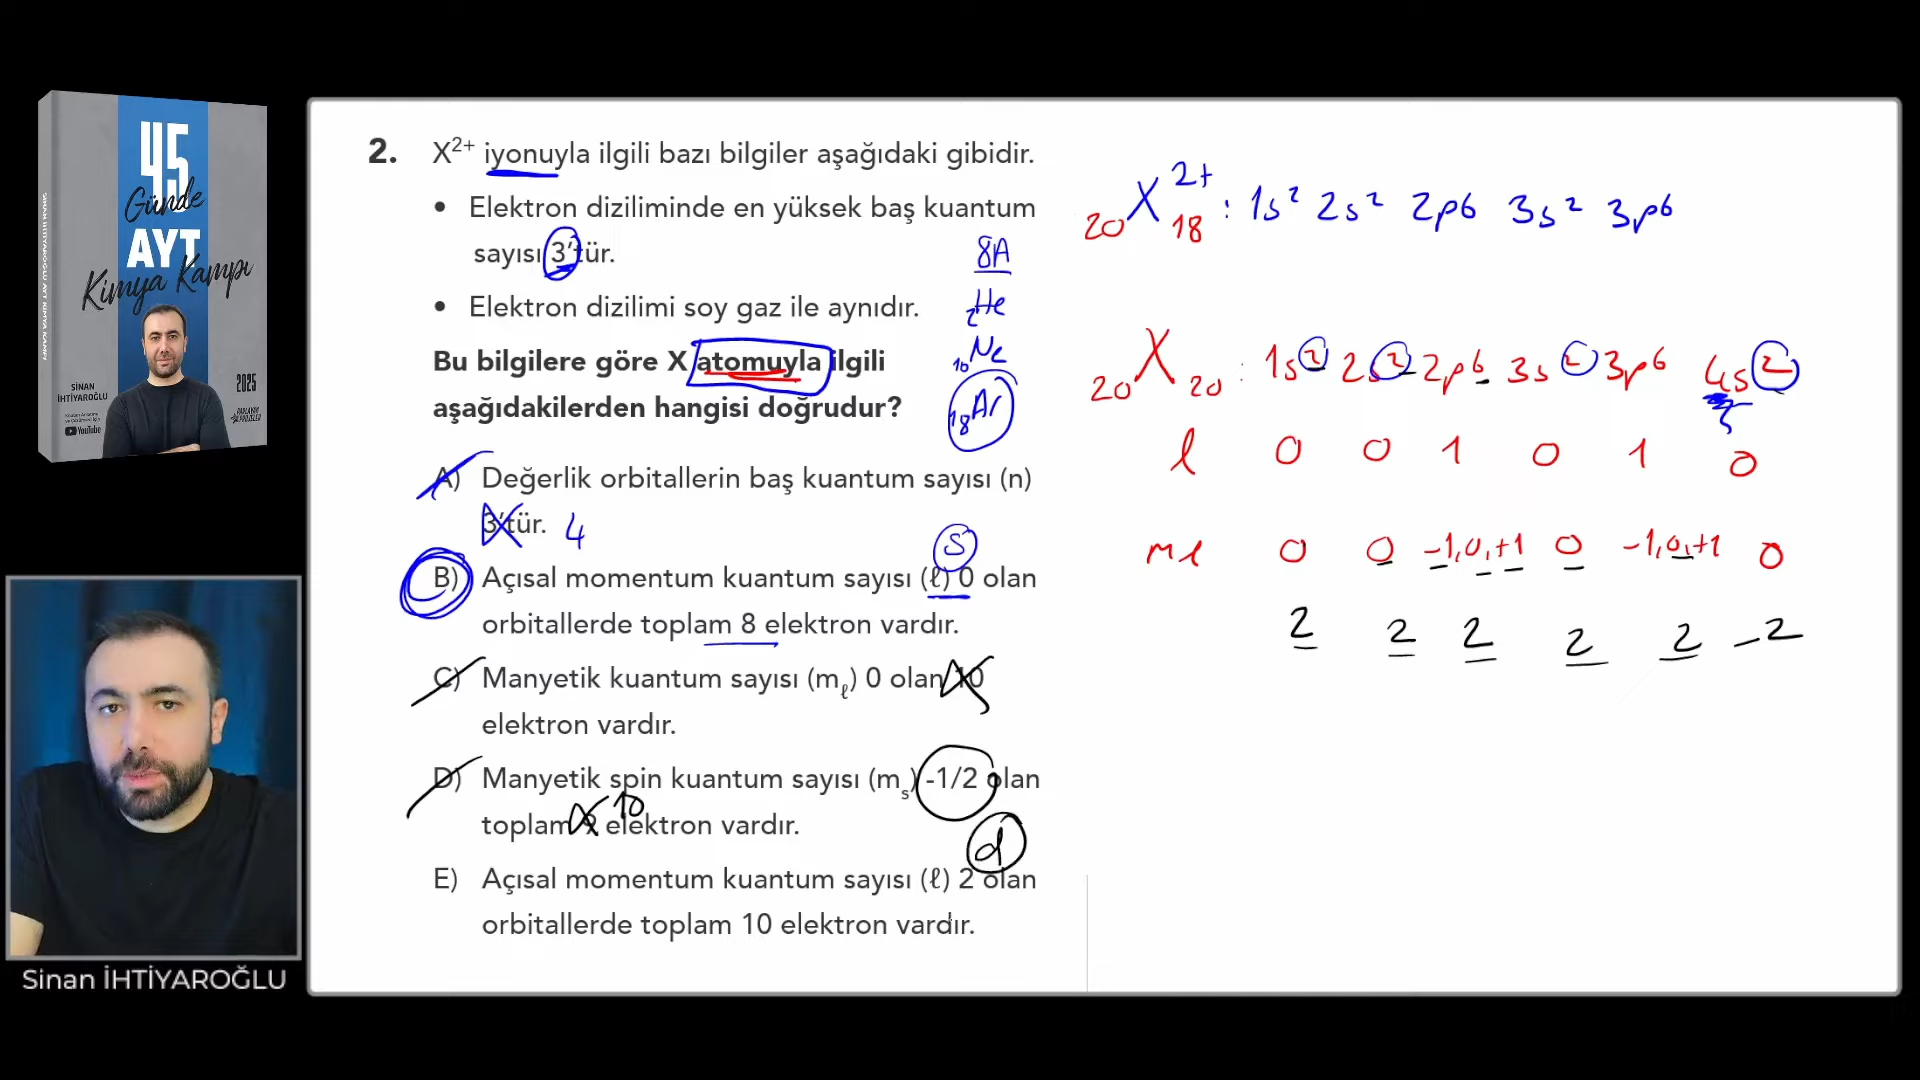 45
Günde
AYT
Kimya Kampı
SİNAN
İHTİYAROĞLU
2025
YouTube
Sinan İHTİYAROĞLU
2. X²⁺ iyonuyla ilgili bazı bilgiler aşağıdaki gibidir.
• Elektron diziliminde en yüksek baş kuantum
sayısı 3'tür.
• Elektron dizilimi soy gaz ile aynıdır.
Bu bilgilere göre X atomuyla ilgili
aşağıdakilerden hangisi doğrudur?
A) Değerlik orbitallerin baş kuantum sayısı (n)
3'tür. 4
S
B) Açısal momentum kuantum sayısı (ℓ) 0 olan
orbitallerde toplam 8 elektron vardır.
C) Manyetik kuantum sayısı (mℓ) 0 olan 10
elektron vardır.
D) Manyetik spin kuantum sayısı (ms) -1/2 olan
10
toplam elektron vardır.
d
E) Açısal momentum kuantum sayısı (ℓ) 2 olan
orbitallerde toplam 10 elektron vardır.
8A
₂He
₁₀Ne
₁₈Ar
₂₀X²⁺₁₈ : 1s² 2s² 2p6 3s² 3p6
₂₀X₂₀ : 1s² 2s² 2p6 3s² 3p6 4s²
l 0 0 1 0 1 0
ml 0 0 -1,0,+1 0 -1,0,+1 0
2 2 2 2 2 2